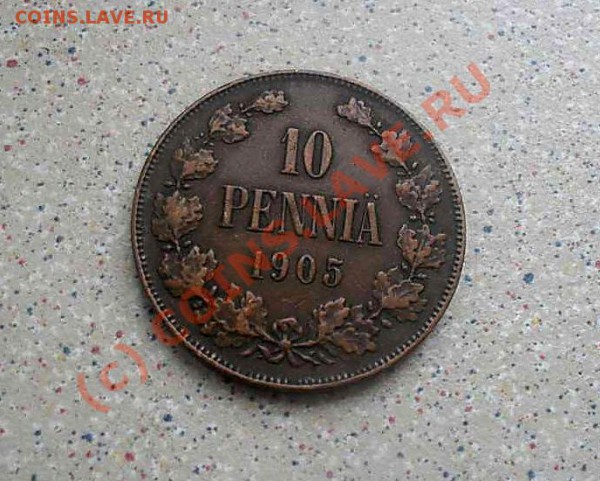 COINS.LAVE.RU
10
PENNIÄ
1905
(c) COINS.LAVE.RU